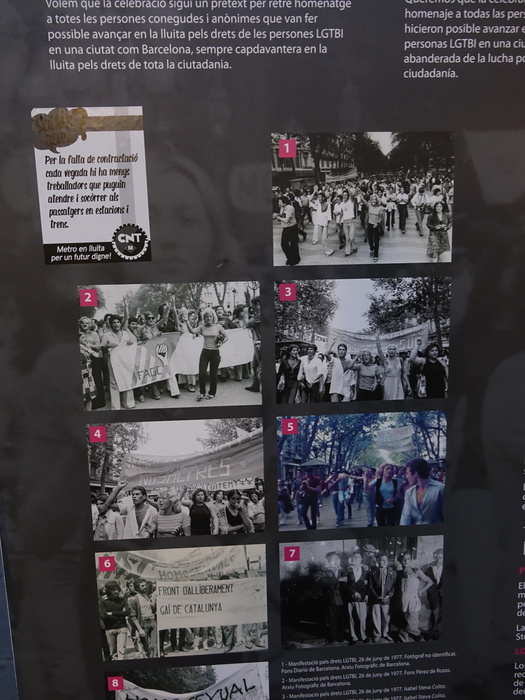 Volem que la celebració sigui un pretext per retre homenatge
a totes les persones conegudes i anònimes que van fer
possible avançar en la lluita pels drets de les persones LGTBI
en una ciutat com Barcelona, sempre capdavantera en la
lluita pels drets de tota la ciutadania.
homenaje a todas las
hicieron posible avanzar
personas LGTBI en una
abanderada de la lucha
ciudadanía.
Per la falta de contractació
cada vegada hi ha menys
treballadors que puguin
atendre i socórrer als
passatgers en estacions i
trens.
CNT
Metro en lluita
per un futur digne!
1
2
3
FAGC
4
NOSALTRES
5
6
FRONT D'ALLIBERAMENT
GAI DE CATALUNYA
7
8
1 - Manifestació pels drets LGTBI, 26 de juny de 1977. Fotògraf no identificat.
Fons Diario de Barcelona. Arxiu Fotogràfic de Barcelona.
2 - Manifestació pels drets LGTBI, 26 de juny de 1977. Fons Pérez de Rozas.
Arxiu Fotogràfic de Barcelona.
3 - Manifestació pels drets LGTBI, 26 de juny de 1977. Isabel Steva Colita.